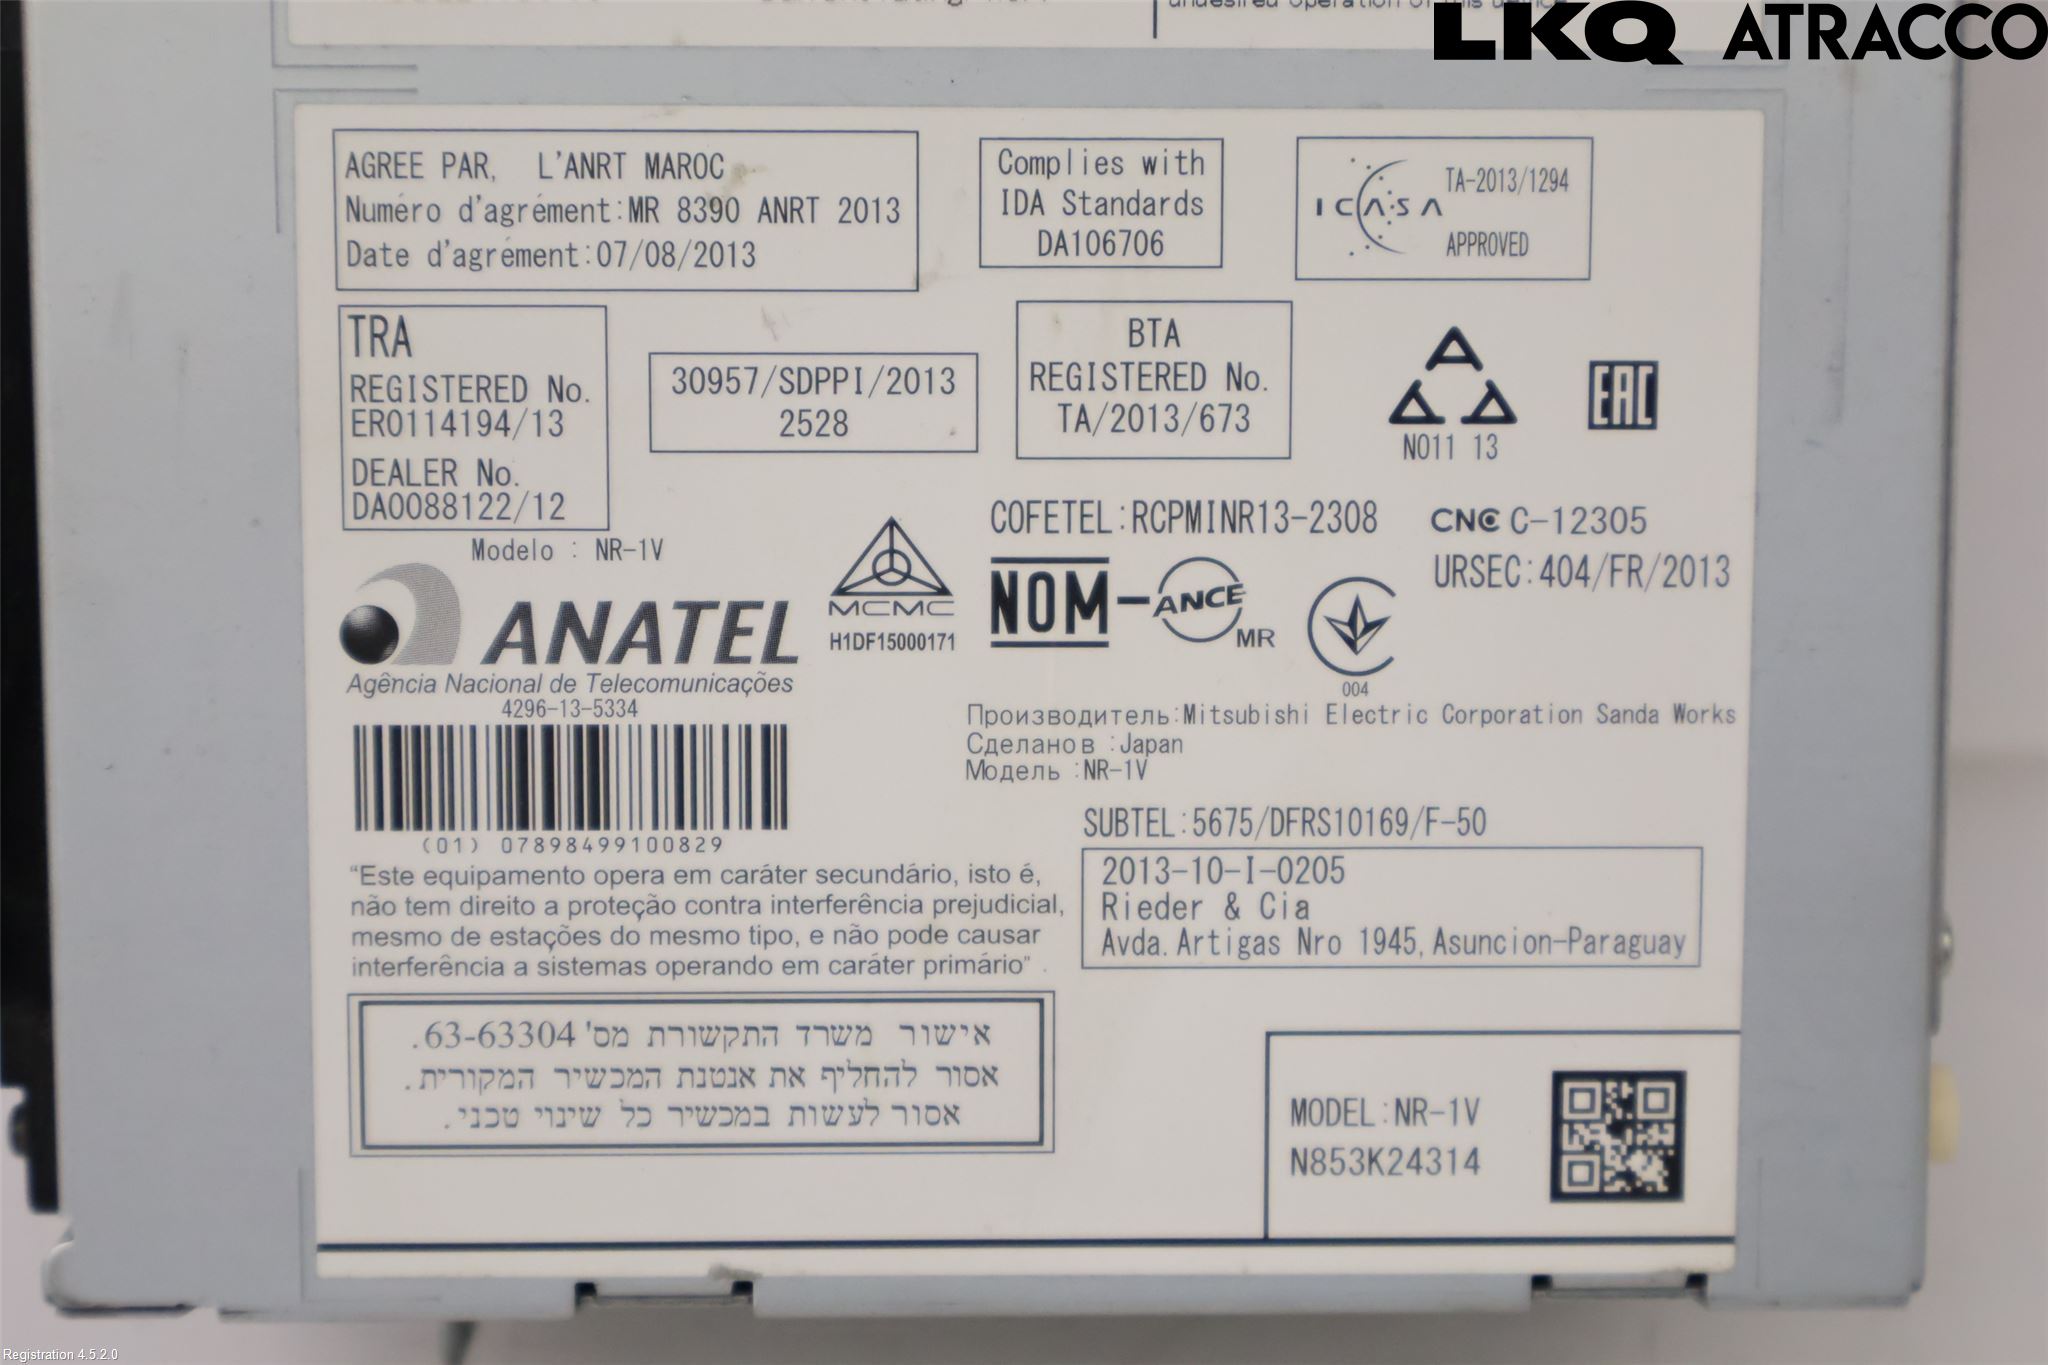 LKQ ATRACCO
AGREE PAR, L'ANRT MAROC
Numéro d'agrément:MR 8390 ANRT 2013
Date d'agrément:07/08/2013
Complies with
IDA Standards
DA106706
ICASA
TA-2013/1294
APPROVED
TRA
REGISTERED No.
ER0114194/13
DEALER No.
DA0088122/12
30957/SDPPI/2013
2528
BTA
REGISTERED No.
TA/2013/673
N011 13
EAC
Modelo : NR-1V
ANATEL
Agência Nacional de Telecomunicações
4296-13-5334
(01) 07898499100829
MCMC
H1DF15000171
COFETEL:RCPMINR13-2308
NOM-ANCE MR
CNC C-12305
URSEC:404/FR/2013
004
Производитель:Mitsubishi Electric Corporation Sanda Works
Сделано в :Japan
Модель :NR-1V
SUBTEL:5675/DFRS10169/F-50
2013-10-I-0205
Rieder & Cia
Avda. Artigas Nro 1945, Asuncion-Paraguay
“Este equipamento opera em caráter secundário, isto é,
não tem direito a proteção contra interferência prejudicial,
mesmo de estações do mesmo tipo, e não pode causar
interferência a sistemas operando em caráter primário” .
אישור משרד התקשורת מס' 63-63304.
אסור להחליף את אנטנת המכשיר המקורית.
אסור לעשות במכשיר כל שינוי טכני.
MODEL:NR-1V
N853K24314
Registration 4.5.2.0